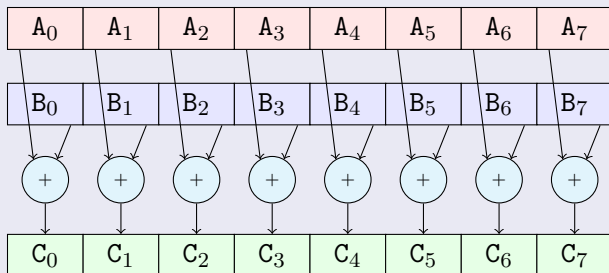 A₀ A₁ A₂ A₃ A₄ A₅ A₆ A₇
B₀ B₁ B₂ B₃ B₄ B₅ B₆ B₇
+ + + + + + + +
C₀ C₁ C₂ C₃ C₄ C₅ C₆ C₇